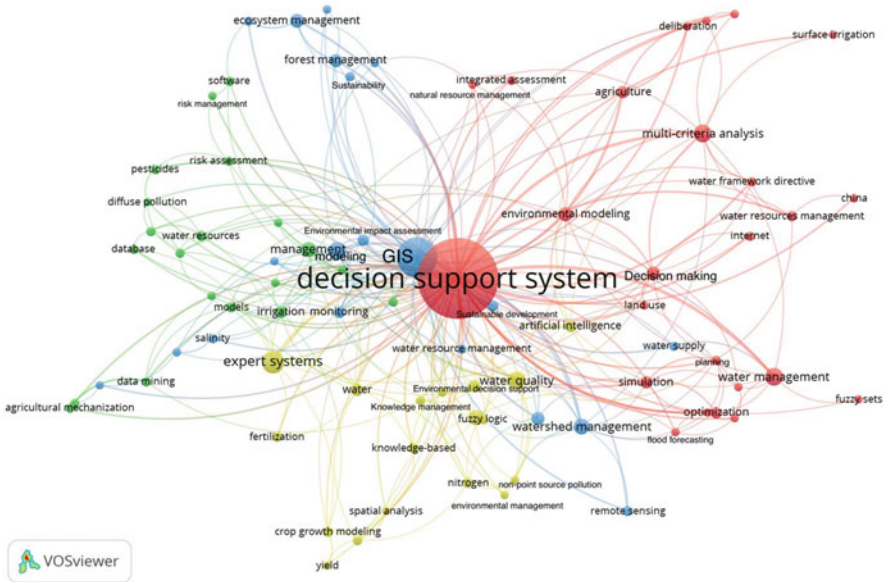 ecosystem management
deliberation
surface irrigation
forest management
software
Sustainability
integrated assessment
natural resource management
agriculture
risk management
multi-criteria analysis
risk assessment
pesticides
water framework directive
diffuse pollution
china
environmental modeling
water resources management
Environmental impact assessment
water resources
internet
database
management
modeling
GIS
decision support system
Decision making
models
irrigation
monitoring
Sustainable development
land use
artificial intelligence
salinity
water resource management
water supply
expert systems
planning
data mining
water
Environmental decision support
water quality
simulation
water management
agricultural mechanization
Knowledge management
fuzzy sets
fuzzy logic
optimization
watershed management
fertilization
flood forecasting
knowledge-based
nitrogen
non-point source pollution
environmental management
spatial analysis
remote sensing
crop growth modeling
yield
VOSviewer